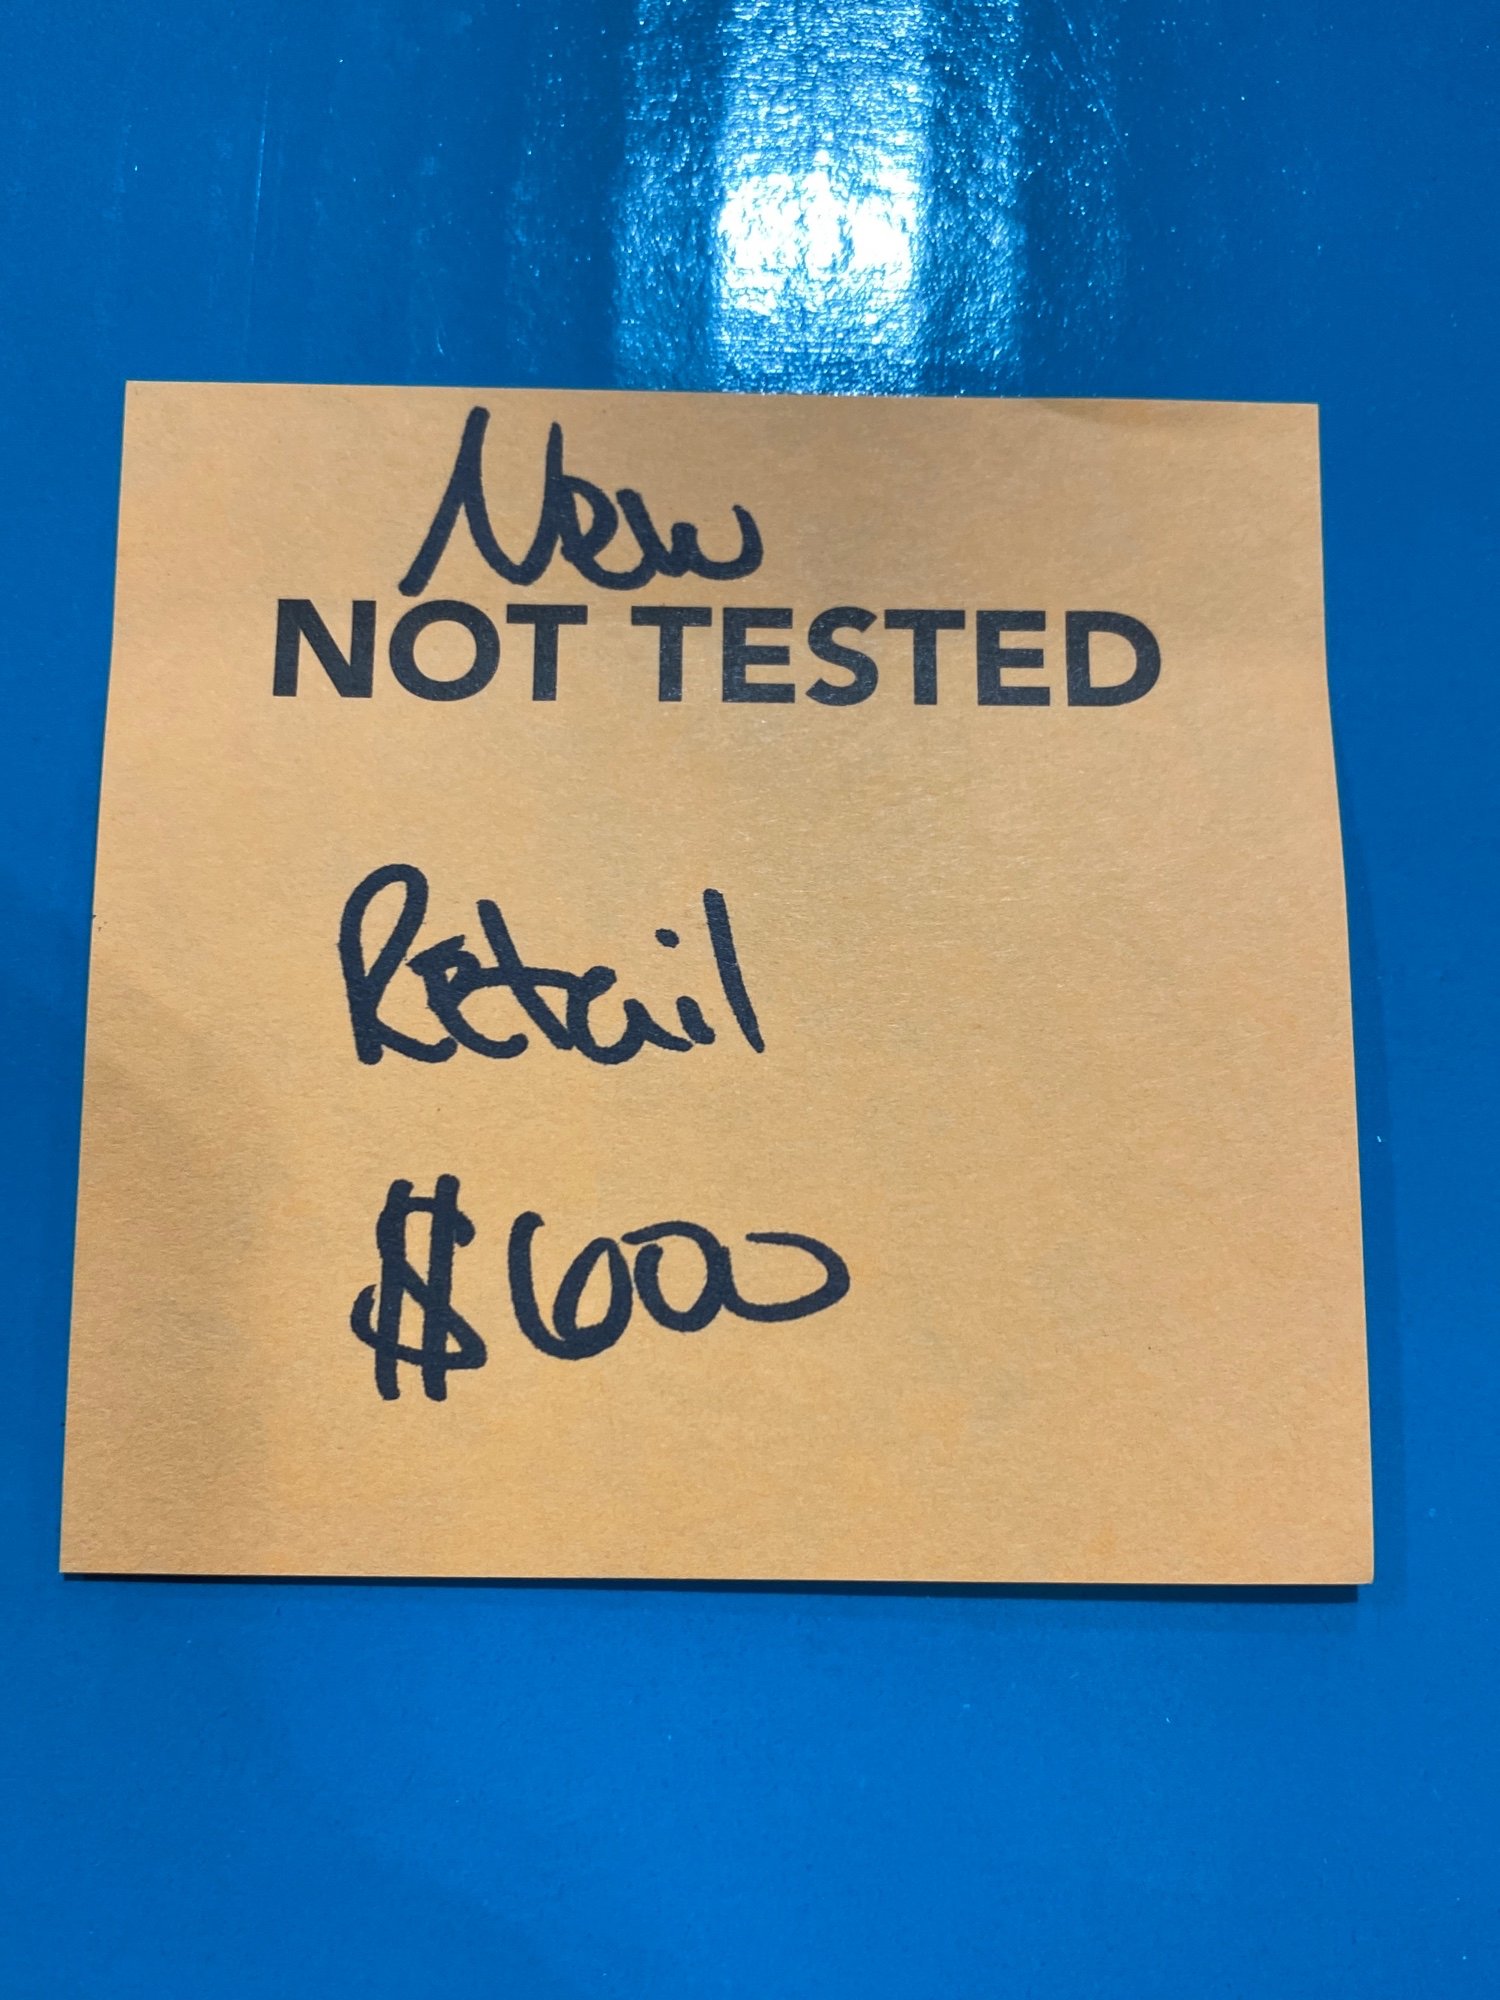 New
NOT TESTED
Retail
$600